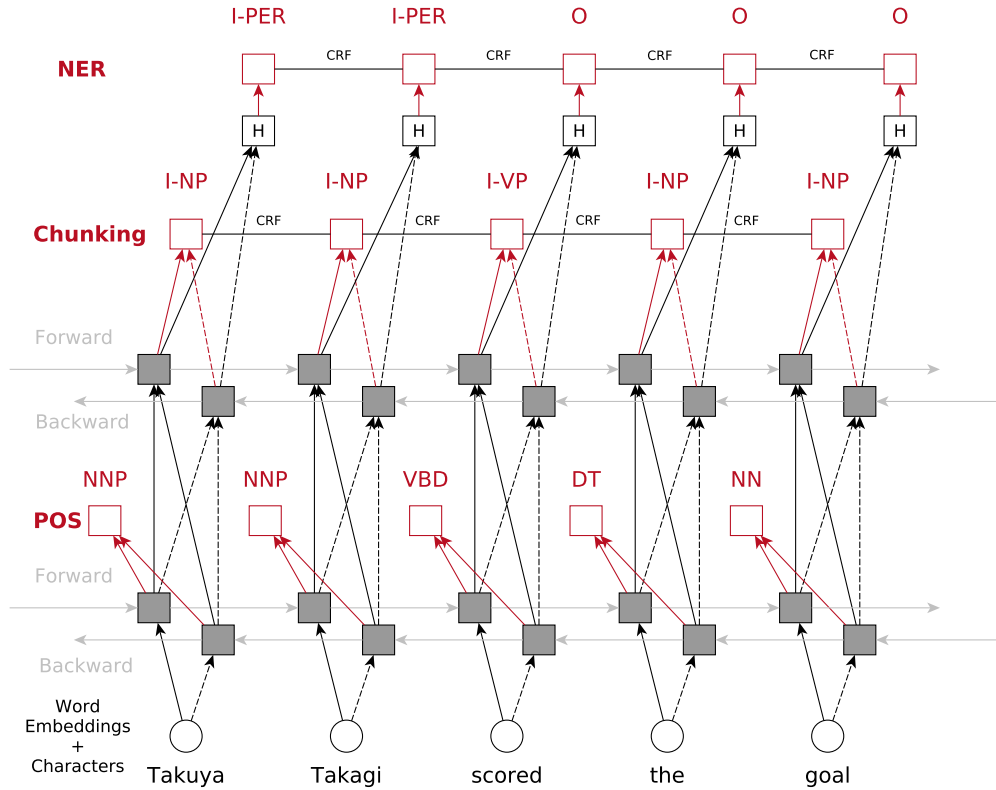 I-PER I-PER O O O
NER CRF CRF CRF CRF
H H H H H
I-NP I-NP I-VP I-NP I-NP
Chunking CRF CRF CRF CRF
Forward
Backward
NNP NNP VBD DT NN
POS
Forward
Backward
Word
Embeddings
+
Characters
Takuya Takagi scored the goal